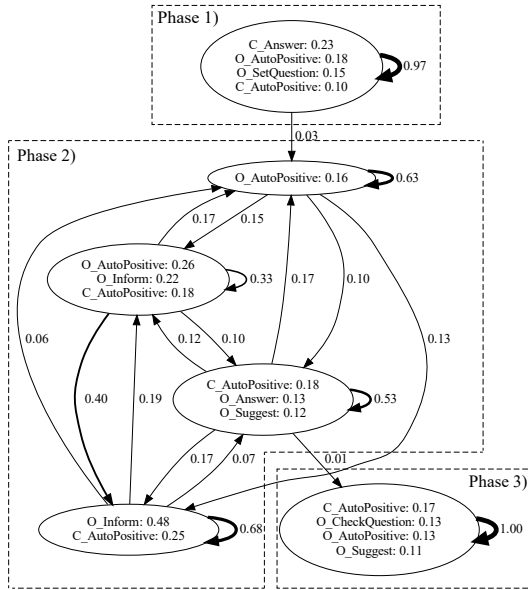 Phase 1)
C_Answer: 0.23
O_AutoPositive: 0.18
O_SetQuestion: 0.15
C_AutoPositive: 0.10
0.97
0.03
Phase 2)
O_AutoPositive: 0.16
0.63
0.17
0.15
O_AutoPositive: 0.26
O_Inform: 0.22
C_AutoPositive: 0.18
0.33
0.17
0.10
0.06
0.12
0.10
0.13
C_AutoPositive: 0.18
O_Answer: 0.13
O_Suggest: 0.12
0.53
0.40
0.19
0.17
0.07
0.01
O_Inform: 0.48
C_AutoPositive: 0.25
0.68
Phase 3)
C_AutoPositive: 0.17
O_CheckQuestion: 0.13
O_AutoPositive: 0.13
O_Suggest: 0.11
1.00